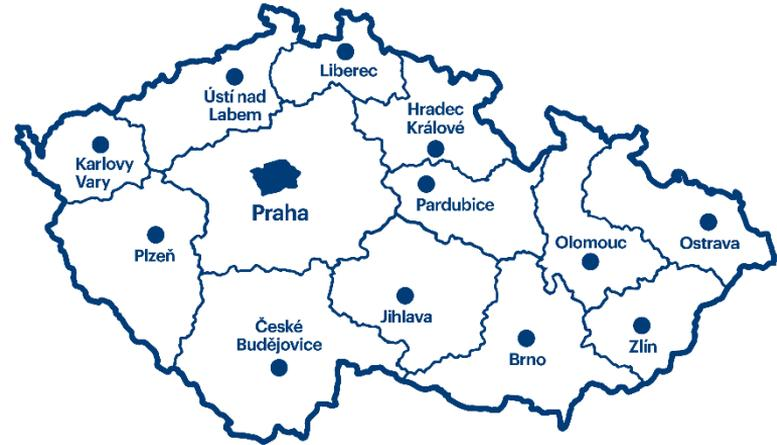 Liberec
Ústí nad
Labem
Hradec
Králové
Karlovy
Vary
Praha
Pardubice
Plzeň
Olomouc
Ostrava
Jihlava
České
Budějovice
Brno
Zlín